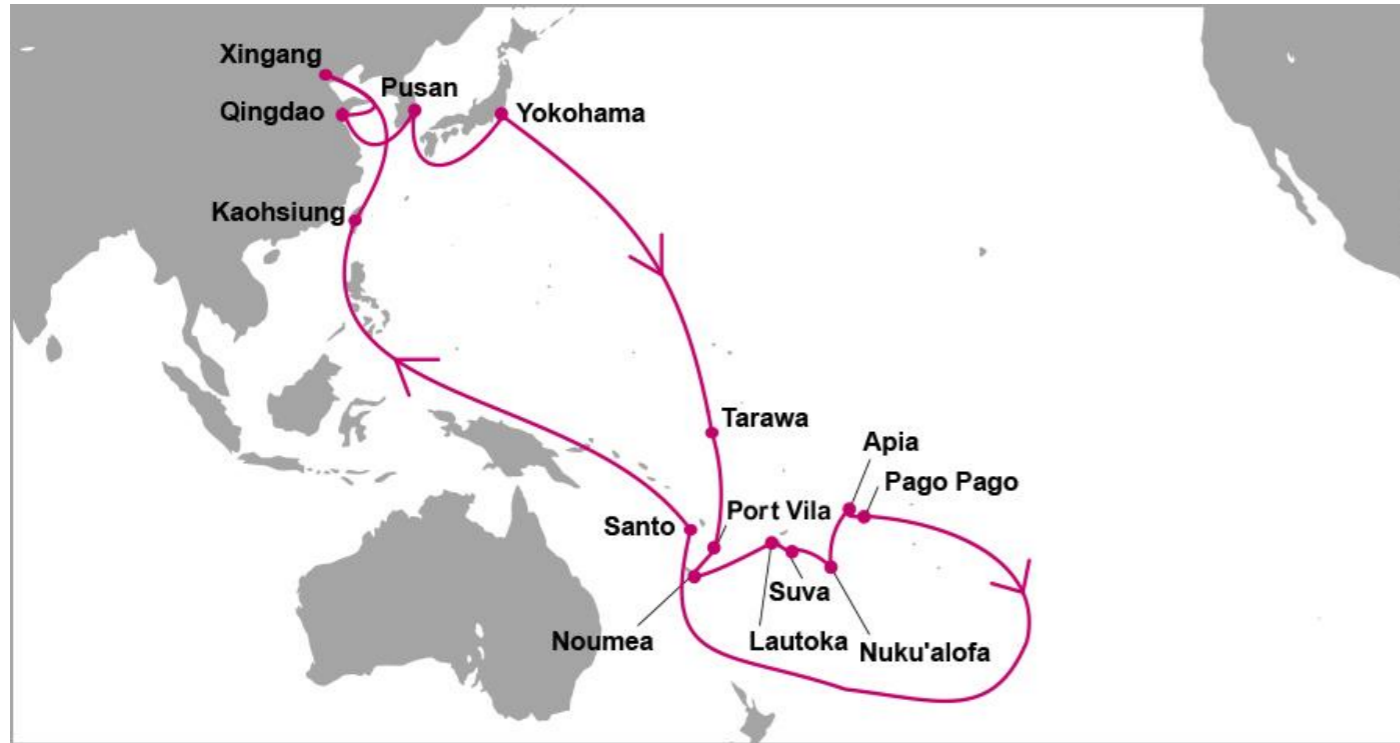 Xingang
Pusan
Qingdao
Yokohama
Kaohsiung
Tarawa
Apia
Pago Pago
Port Vila
Santo
Suva
Noumea
Lautoka
Nuku'alofa